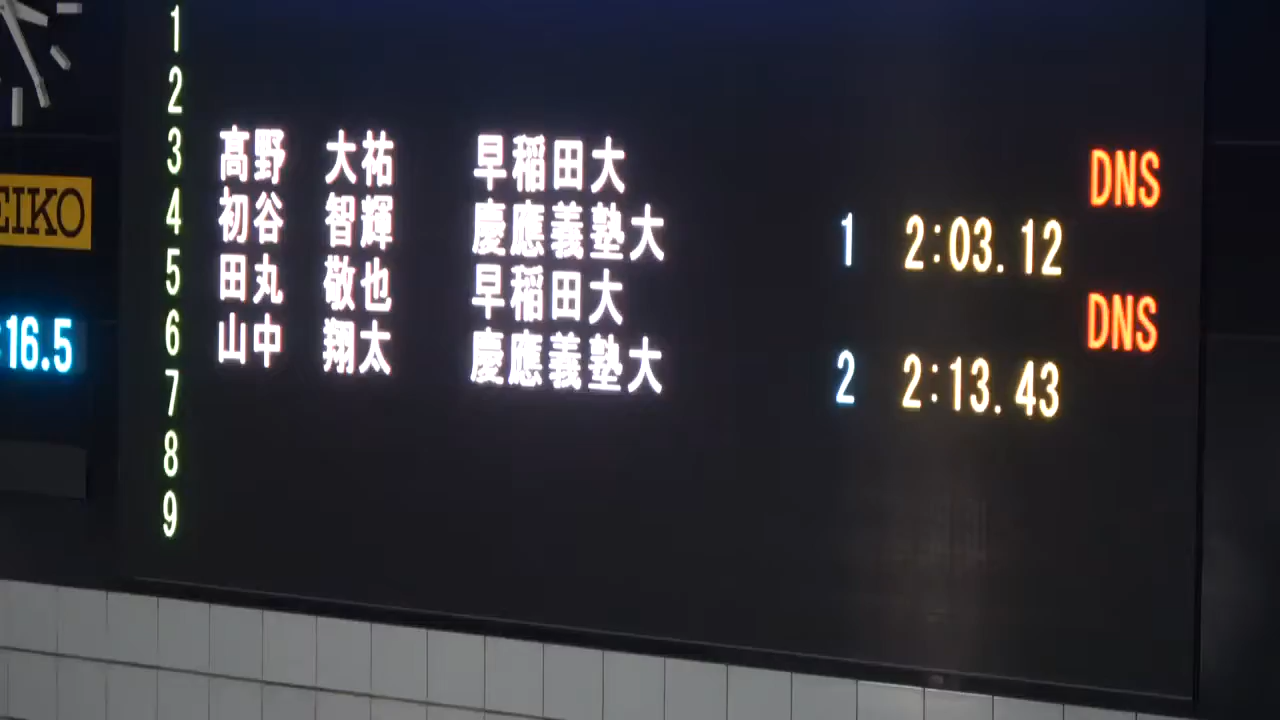 1
2
3 髙野 大祐 早稲田大 DNS
4 初谷 智輝 慶應義塾大 1 2:03.12
5 田丸 敬也 早稲田大 DNS
6 山中 翔太 慶應義塾大 2 2:13.43
7
8
9
EIKO
:16.5